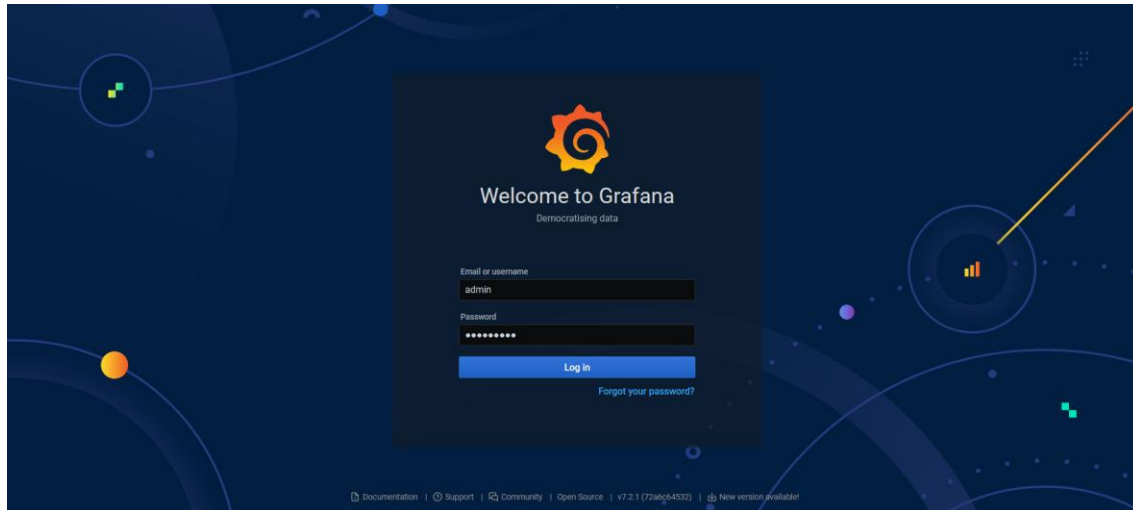 Welcome to Grafana
Democratising data
Email or username
admin
Password
Log in
Forgot your password?
Documentation | Support | Community | Open Source | v7.2.1 (72a6c64532) | New version available!